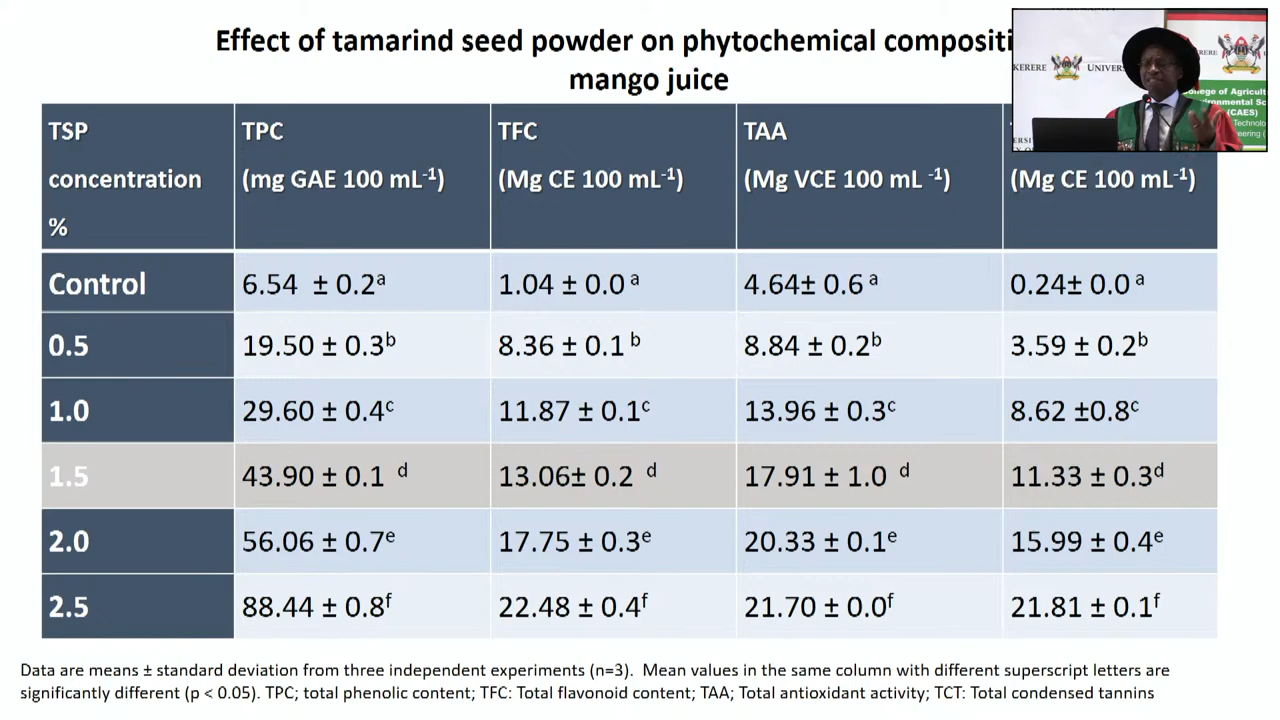 Effect of tamarind seed powder on phytochemical
mango juice
TSP
concentration
%
TPC
(mg GAE 100 mL-1)
TFC
(Mg CE 100 mL-1)
TAA
(Mg VCE 100 mL -1)
(Mg CE 100 mL-1)
Control 6.54 ± 0.2a 1.04 ± 0.0 a 4.64± 0.6 a 0.24± 0.0 a
0.5 19.50 ± 0.3b 8.36 ± 0.1 b 8.84 ± 0.2b 3.59 ± 0.2b
1.0 29.60 ± 0.4c 11.87 ± 0.1c 13.96 ± 0.3c 8.62 ±0.8c
1.5 43.90 ± 0.1 d 13.06± 0.2 d 17.91 ± 1.0 d 11.33 ± 0.3d
2.0 56.06 ± 0.7e 17.75 ± 0.3e 20.33 ± 0.1e 15.99 ± 0.4e
2.5 88.44 ± 0.8f 22.48 ± 0.4f 21.70 ± 0.0f 21.81 ± 0.1f
Data are means ± standard deviation from three independent experiments (n=3). Mean values in the same column with different superscript letters are
significantly different (p < 0.05). TPC; total phenolic content; TFC: Total flavonoid content; TAA; Total antioxidant activity; TCT: Total condensed tannins
KERERE
UNIVER
College of Agricult
(CAES)